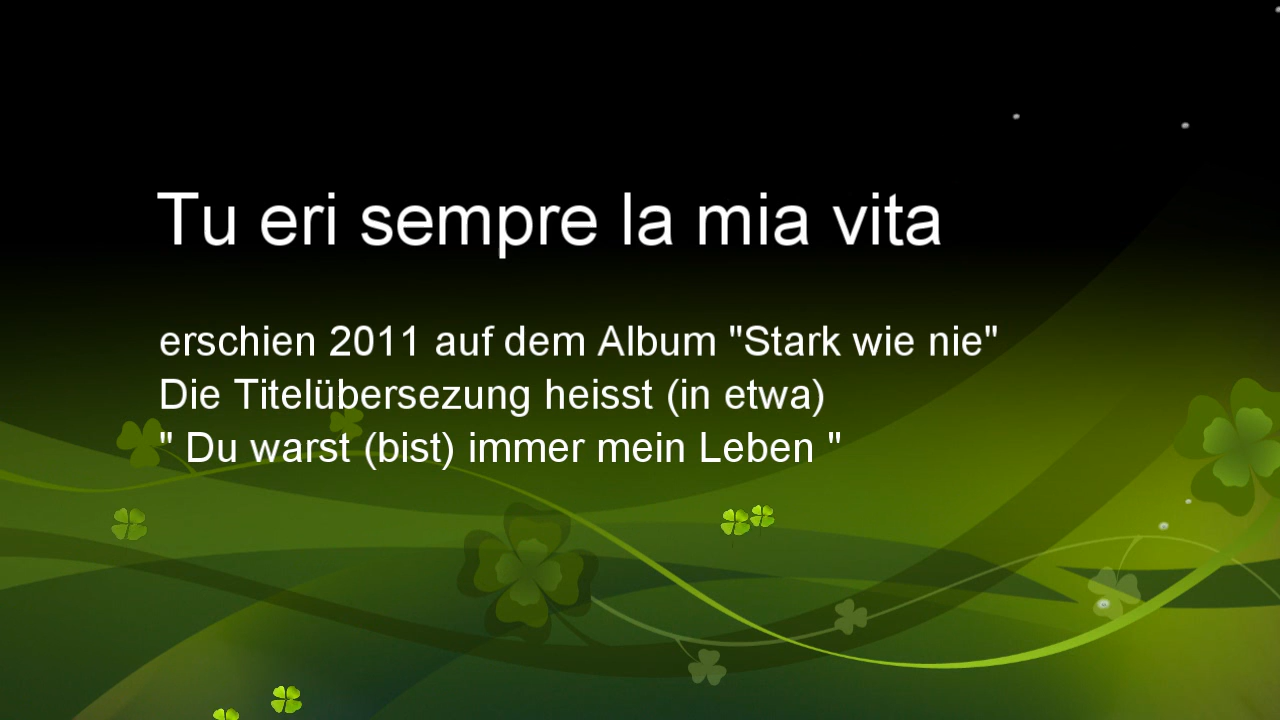 Tu eri sempre la mia vita
erschien 2011 auf dem Album "Stark wie nie"
Die Titelübersezung heisst (in etwa)
" Du warst (bist) immer mein Leben "